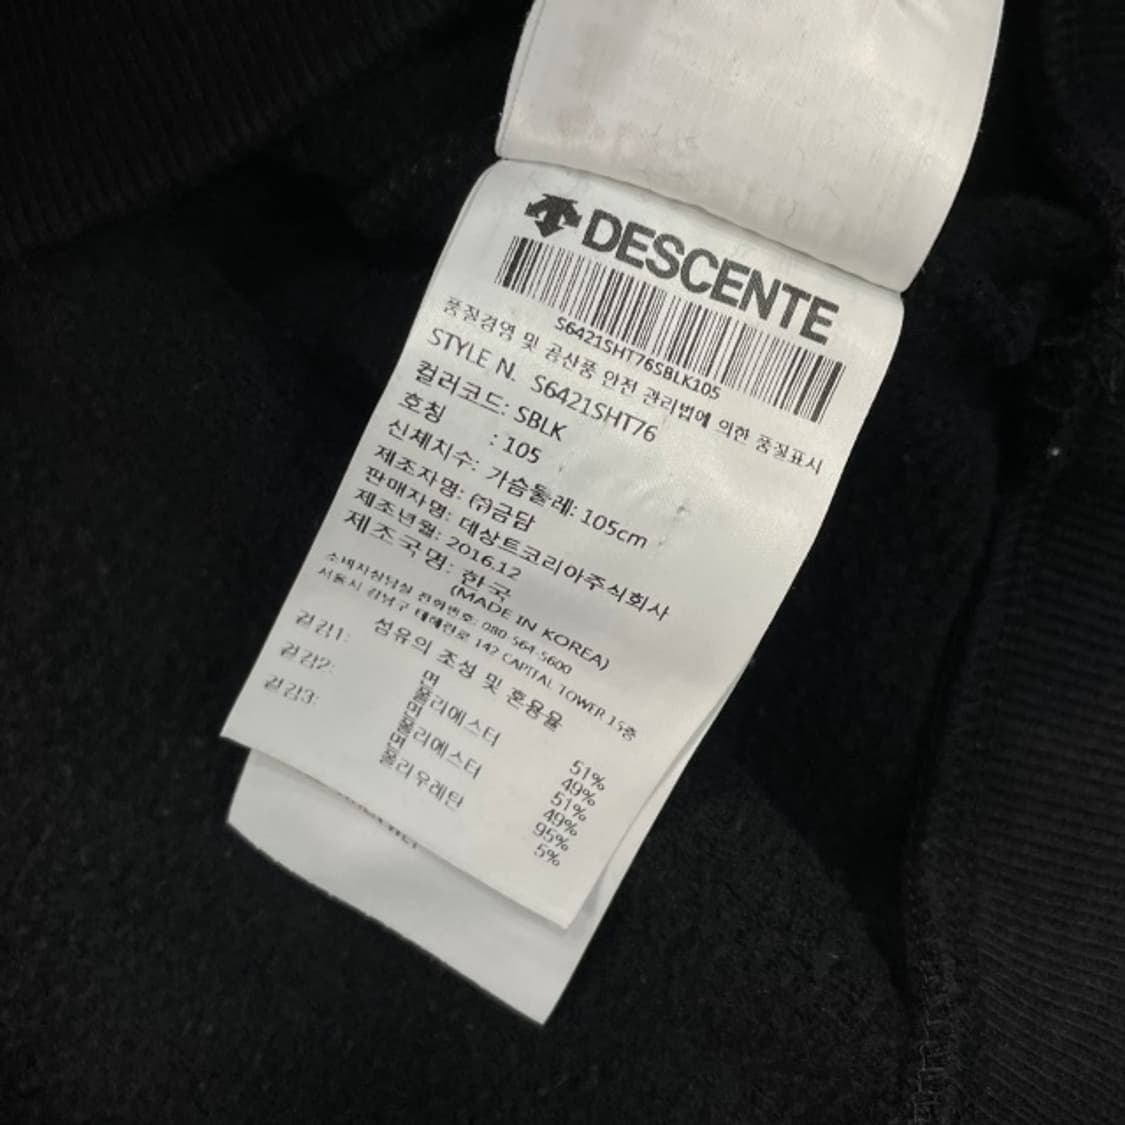 DESCENTE
S6421SHT76SBLK105
품질경영 및 공산품 안전 관리법에 의한 품질표시
STYLE N. S6421SHT76
컬러코드: SBLK
호칭 : 105
신체치수: 가슴둘레: 105cm
제조자명: ㈜금담
판매자명: 데상트코리아주식회사
제조년월: 2016.12
제조국명: 한국
(MADE IN KOREA)
소비자상담실 전화번호: 080-564-5600
서울시 강남구 테헤란로 142 CAPITAL TOWER 15층
섬유의 조성 및 혼용율
겉감1: 면 51%
폴리에스터 49%
겉감2: 면 51%
폴리에스터 49%
겉감3: 면 95%
폴리우레탄 5%